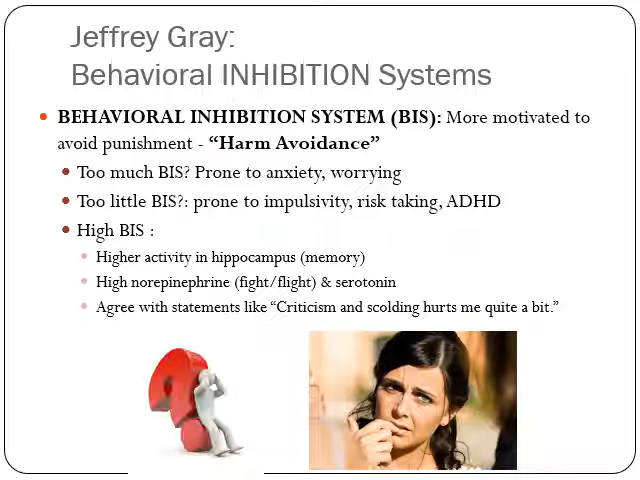 Jeffrey Gray:
Behavioral INHIBITION Systems
BEHAVIORAL INHIBITION SYSTEM (BIS): More motivated to
avoid punishment - “Harm Avoidance”
Too much BIS? Prone to anxiety, worrying
Too little BIS?: prone to impulsivity, risk taking, ADHD
High BIS :
Higher activity in hippocampus (memory)
High norepinephrine (fight/flight) & serotonin
Agree with statements like “Criticism and scolding hurts me quite a bit.”